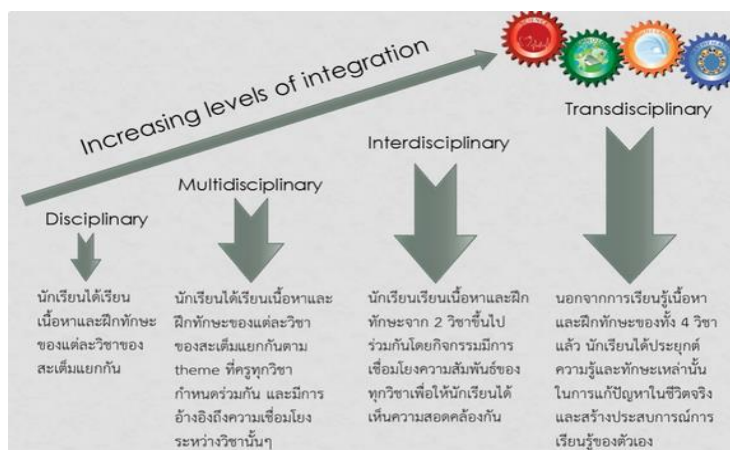 Increasing levels of integration
Disciplinary
นักเรียนได้เรียน
เนื้อหาและฝึกทักษะ
ของแต่ละวิชาของ
สะเต็มแยกกัน
Multidisciplinary
นักเรียนได้เรียนเนื้อหาและ
ฝึกทักษะของแต่ละวิชา
ของสะเต็มแยกกันตาม
theme ที่ครูทุกวิชา
กำหนดร่วมกัน และมีการ
อ้างอิงถึงความเชื่อมโยง
ระหว่างวิชานั้นๆ
Interdisciplinary
นักเรียนเรียนเนื้อหาและฝึก
ทักษะจาก 2 วิชาขึ้นไป
ร่วมกันโดยกิจกรรมมีการ
เชื่อมโยงความสัมพันธ์ของ
ทุกวิชาเพื่อให้นักเรียนได้
เห็นความสอดคล้องกัน
Transdisciplinary
นอกจากการเรียนรู้เนื้อหา
และฝึกทักษะของทั้ง 4 วิชา
แล้ว นักเรียนได้ประยุกต์
ความรู้และทักษะเหล่านั้น
ในการแก้ปัญหาในชีวิตจริง
และสร้างประสบการณ์การ
เรียนรู้ของตัวเอง